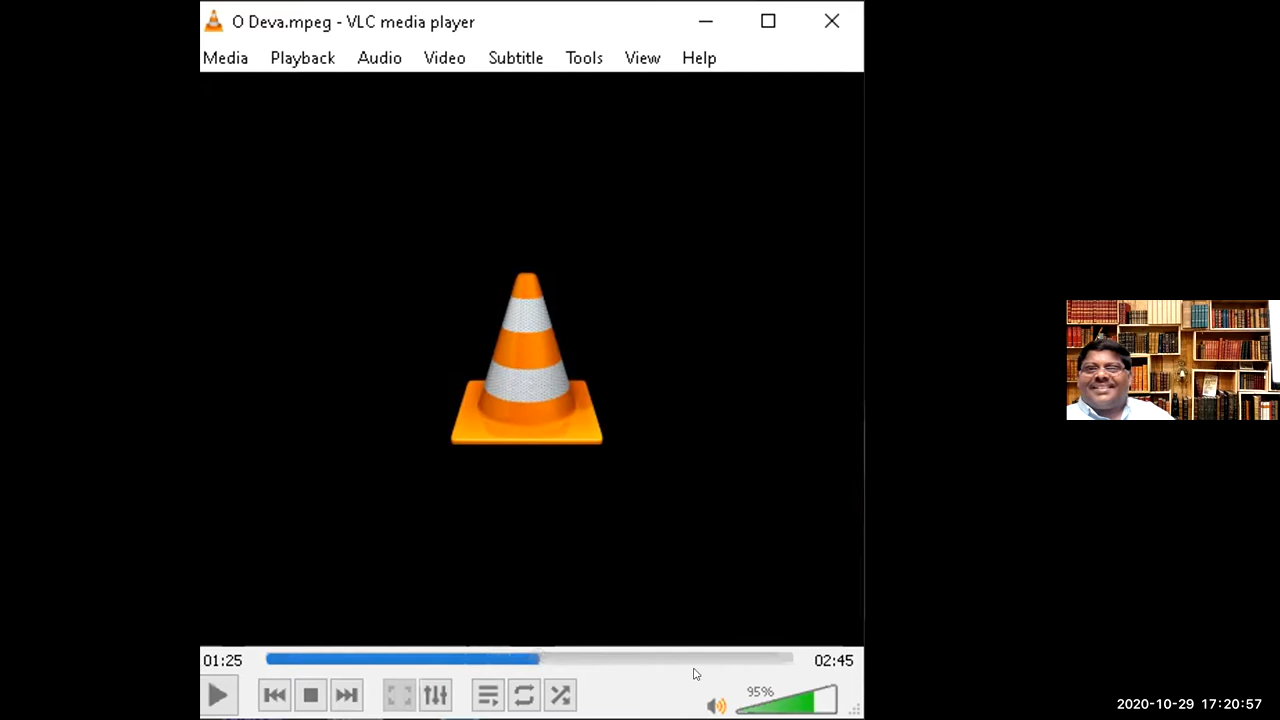 O Deva.mpeg - VLC media player
Media Playback Audio Video Subtitle Tools View Help
01:25 02:45
95%
2020-10-29 17:20:57